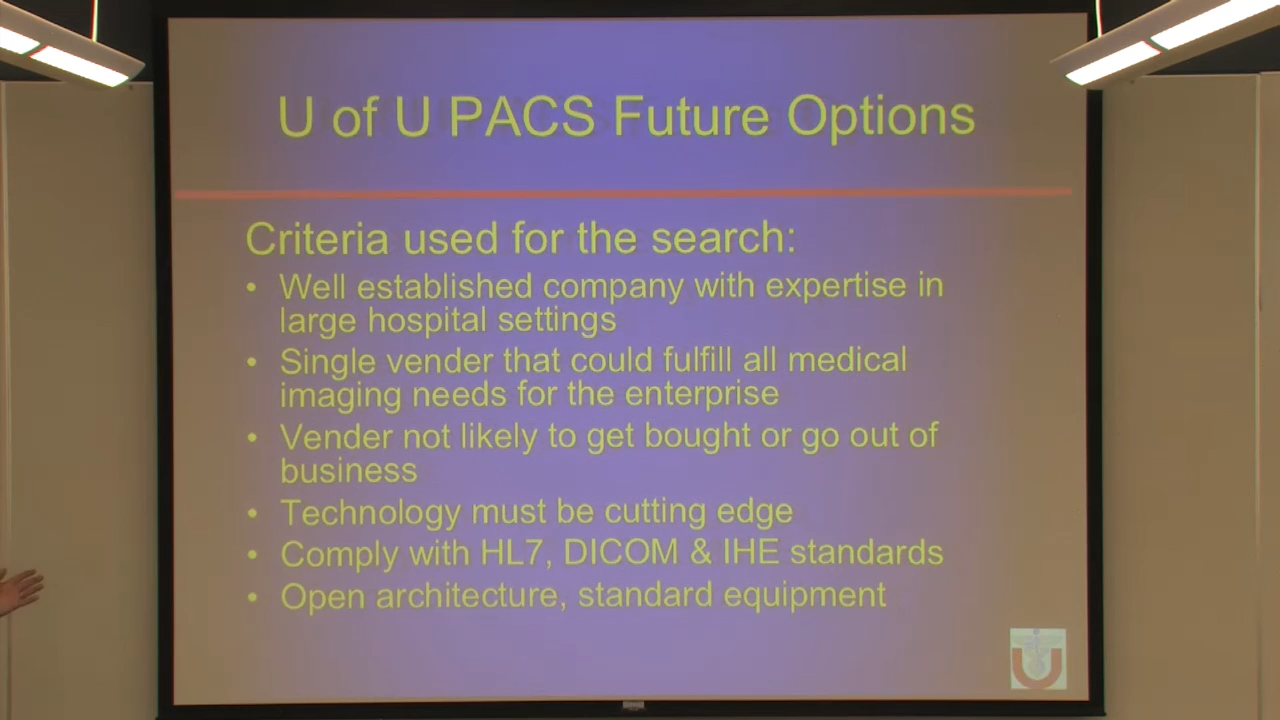 U of U PACS Future Options
Criteria used for the search:
• Well established company with expertise in
large hospital settings
• Single vender that could fulfill all medical
imaging needs for the enterprise
• Vender not likely to get bought or go out of
business
• Technology must be cutting edge
• Comply with HL7, DICOM & IHE standards
• Open architecture, standard equipment
U